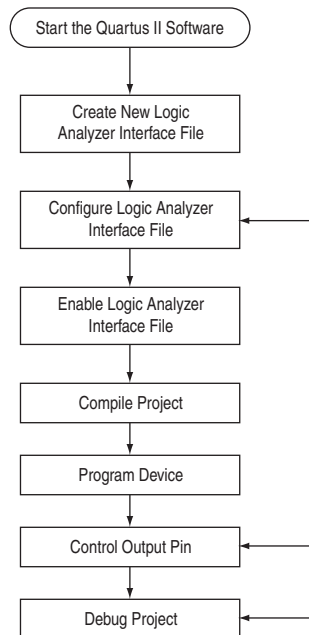 Start the Quartus II Software
Create New Logic
Analyzer Interface File
Configure Logic Analyzer
Interface File
Enable Logic Analyzer
Interface File
Compile Project
Program Device
Control Output Pin
Debug Project